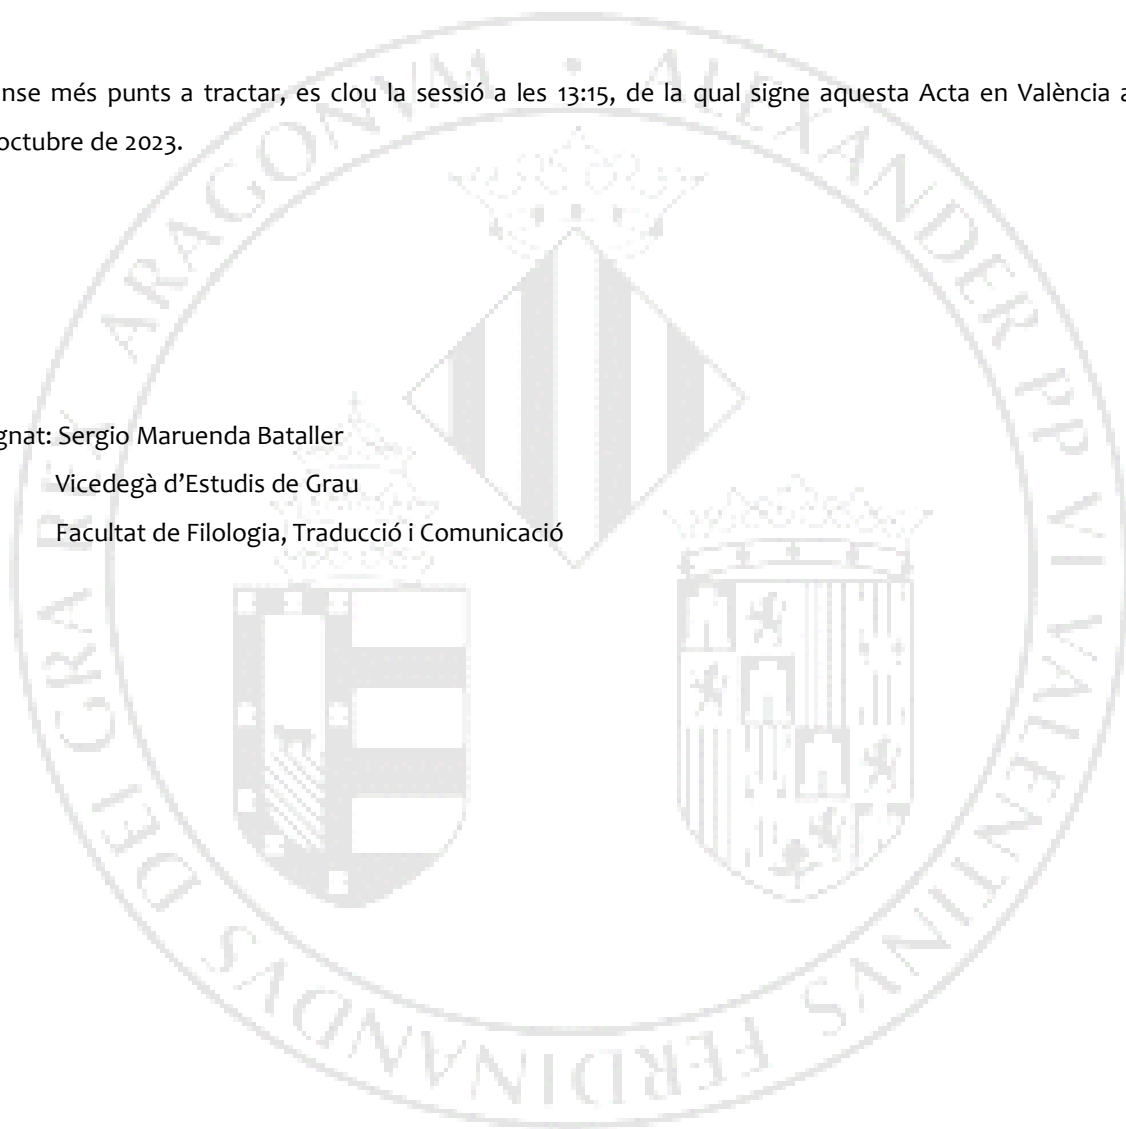 nse més punts a tractar, es clou la sessió a les 13:15, de la qual signe aquesta Acta en València a
octubre de 2023.
gnat: Sergio Maruenda Bataller
Vicedegà d’Estudis de Grau
Facultat de Filologia, Traducció i Comunicació
ALEXANDER PP VI VALENTINVS FERDINANDVS DEI GRA REX ARAGONVM